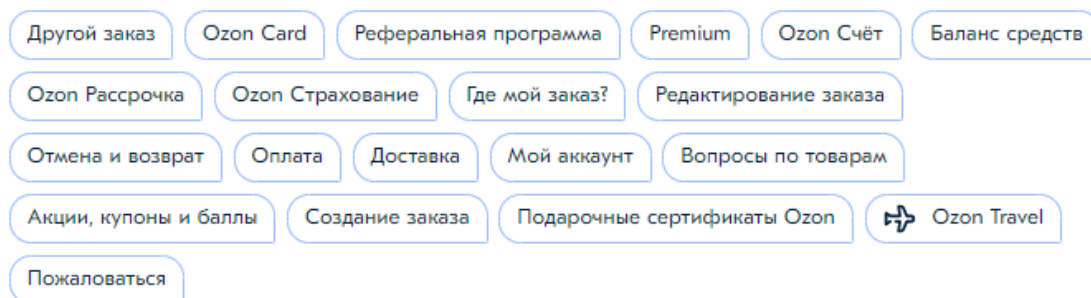 Другой заказ Ozon Card Реферальная программа Premium Ozon Счёт Баланс средств
Ozon Рассрочка Ozon Страхование Где мой заказ? Редактирование заказа
Отмена и возврат Оплата Доставка Мой аккаунт Вопросы по товарам
Акции, купоны и баллы Создание заказа Подарочные сертификаты Ozon Ozon Travel
Пожаловаться